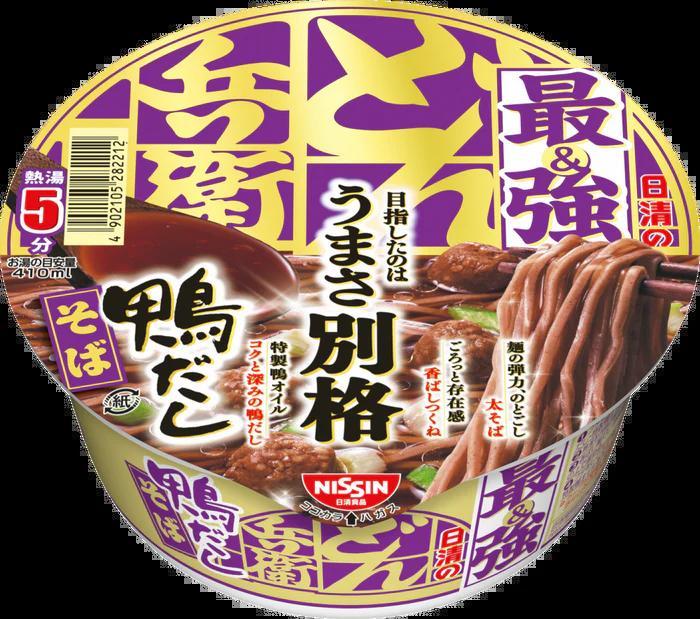 日清の
最&強
どん兵衛
4 902105 282212
熱湯
5
分
お湯の目安量
410ml
目指したのは
うまさ別格
鴨だし
そば
特製鴨オイル
コクと深みの鴨だし
ごろっと存在感
香ばしつくね
麺の弾力、のどごし
太そば
紙
NISSIN
日清食品
ココカラ
ハガス
日清の
最&強
どん兵衛
鴨だし
そば